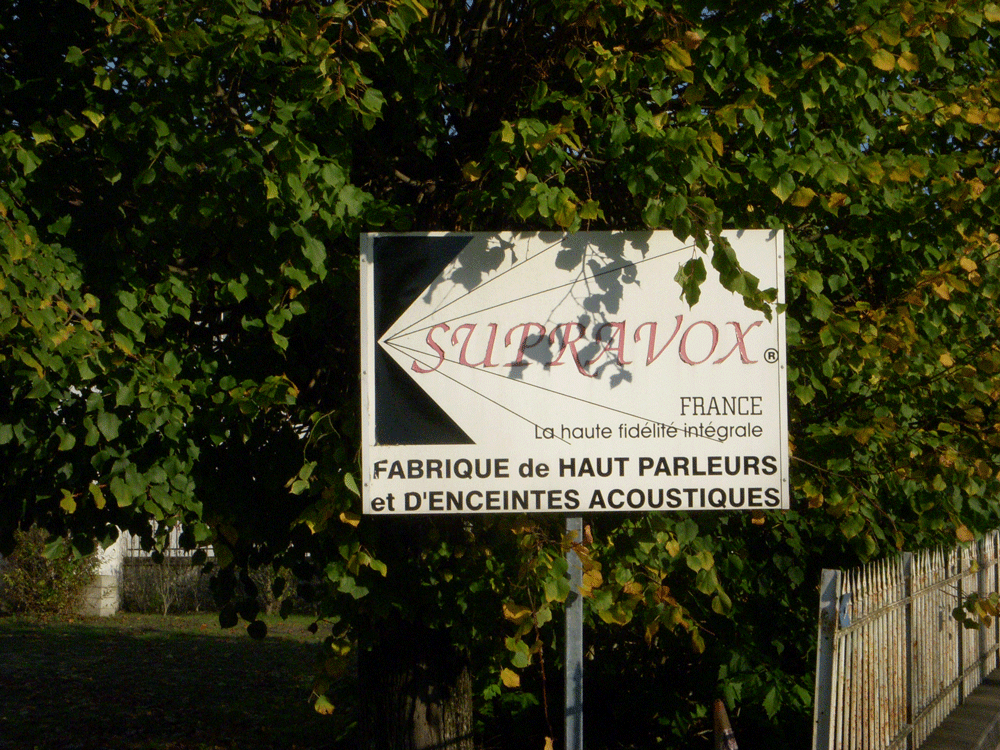 SUPRAVOX ®
FRANCE
La haute fidélité intégrale
FABRIQUE de HAUT PARLEURS
et D'ENCEINTES ACOUSTIQUES